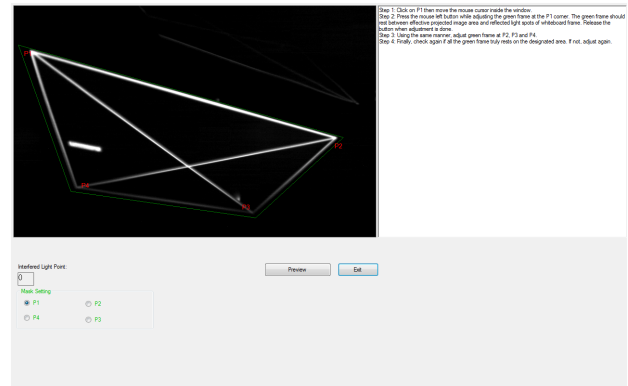 Step 1: Click on P1 then move the mouse cursor inside the window.
Step 2: Press the mouse left button while adjusting the green frame at the P1 corner. The green frame should
rest between effective projected image area and reflected light spots of whiteboard frame. Release the
button when adjustment is done .
Step 3: Using the same manner, adjust green frame at P2, P3 and P4.
Step 4: Finally, check again if all the green frame truly rests on the designated area. If not, adjust again.
P1
P2
P4
P3
Interfered Light Point:
0
Preview
Exit
Mask Setting
P1
P2
P4
P3